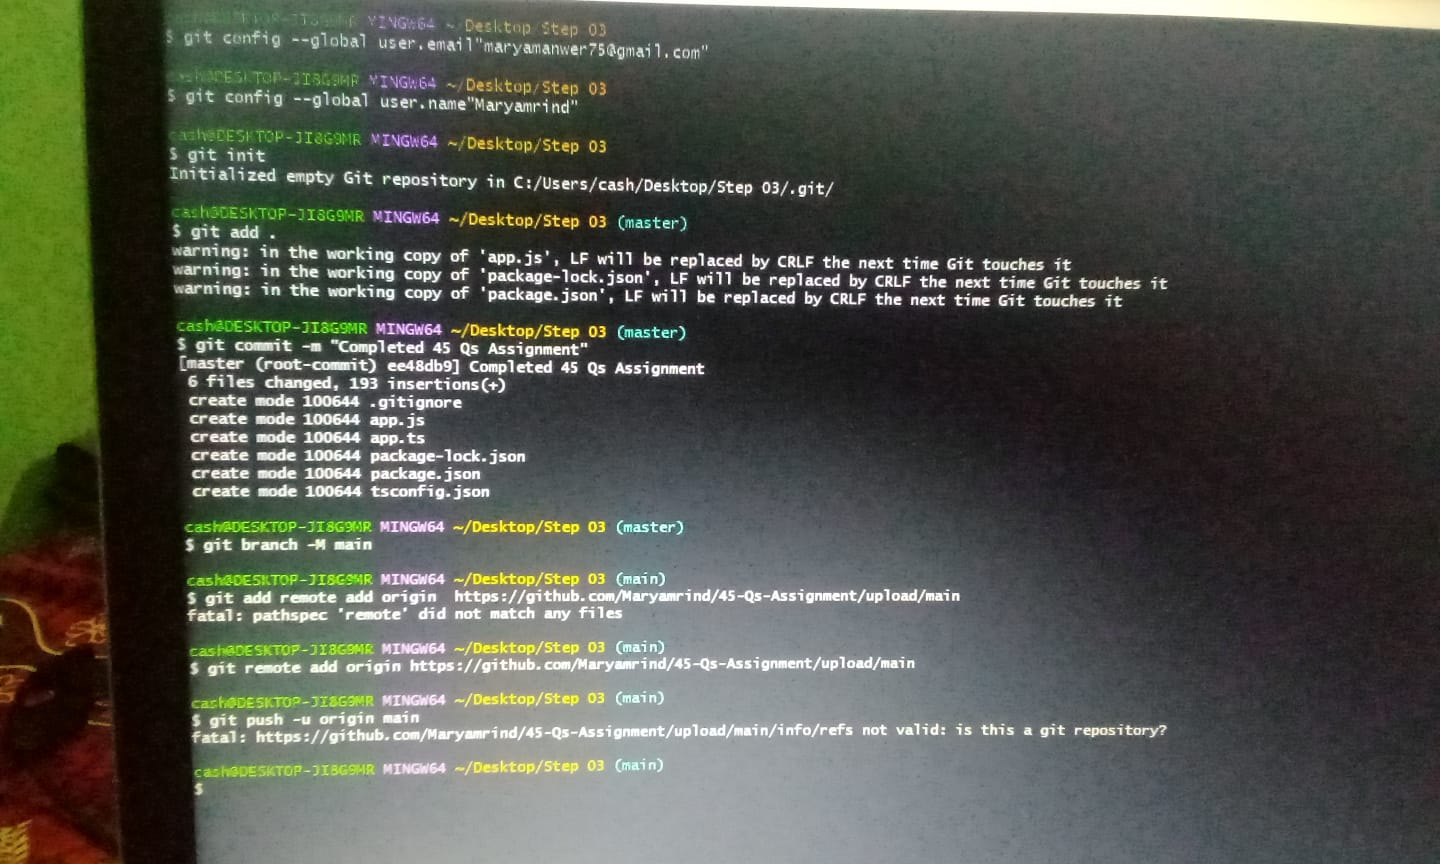 cash@DESKTOP-JI8G9MR MINGW64 ~/Desktop/Step 03
$ git config --global user.email"maryamanwer75@gmail.com"
cash@DESKTOP-JI8G9MR MINGW64 ~/Desktop/Step 03
$ git config --global user.name"Maryamrind"
cash@DESKTOP-JI8G9MR MINGW64 ~/Desktop/Step 03
$ git init
Initialized empty Git repository in C:/Users/cash/Desktop/Step 03/.git/
cash@DESKTOP-JI8G9MR MINGW64 ~/Desktop/Step 03 (master)
$ git add .
warning: in the working copy of 'app.js', LF will be replaced by CRLF the next time Git touches it
warning: in the working copy of 'package-lock.json', LF will be replaced by CRLF the next time Git touches it
warning: in the working copy of 'package.json', LF will be replaced by CRLF the next time Git touches it
cash@DESKTOP-JI8G9MR MINGW64 ~/Desktop/Step 03 (master)
$ git commit -m "Completed 45 Qs Assignment"
[master (root-commit) ee48db9] Completed 45 Qs Assignment
6 files changed, 193 insertions(+)
create mode 100644 .gitignore
create mode 100644 app.js
create mode 100644 app.ts
create mode 100644 package-lock.json
create mode 100644 package.json
create mode 100644 tsconfig.json
cash@DESKTOP-JI8G9MR MINGW64 ~/Desktop/Step 03 (master)
$ git branch -M main
cash@DESKTOP-JI8G9MR MINGW64 ~/Desktop/Step 03 (main)
$ git add remote add origin  https://github.com/Maryamrind/45-Qs-Assignment/upload/main
fatal: pathspec 'remote' did not match any files
cash@DESKTOP-JI8G9MR MINGW64 ~/Desktop/Step 03 (main)
$ git remote add origin https://github.com/Maryamrind/45-Qs-Assignment/upload/main
cash@DESKTOP-JI8G9MR MINGW64 ~/Desktop/Step 03 (main)
$ git push -u origin main
fatal: https://github.com/Maryamrind/45-Qs-Assignment/upload/main/info/refs not valid: is this a git repository?
cash@DESKTOP-JI8G9MR MINGW64 ~/Desktop/Step 03 (main)
$